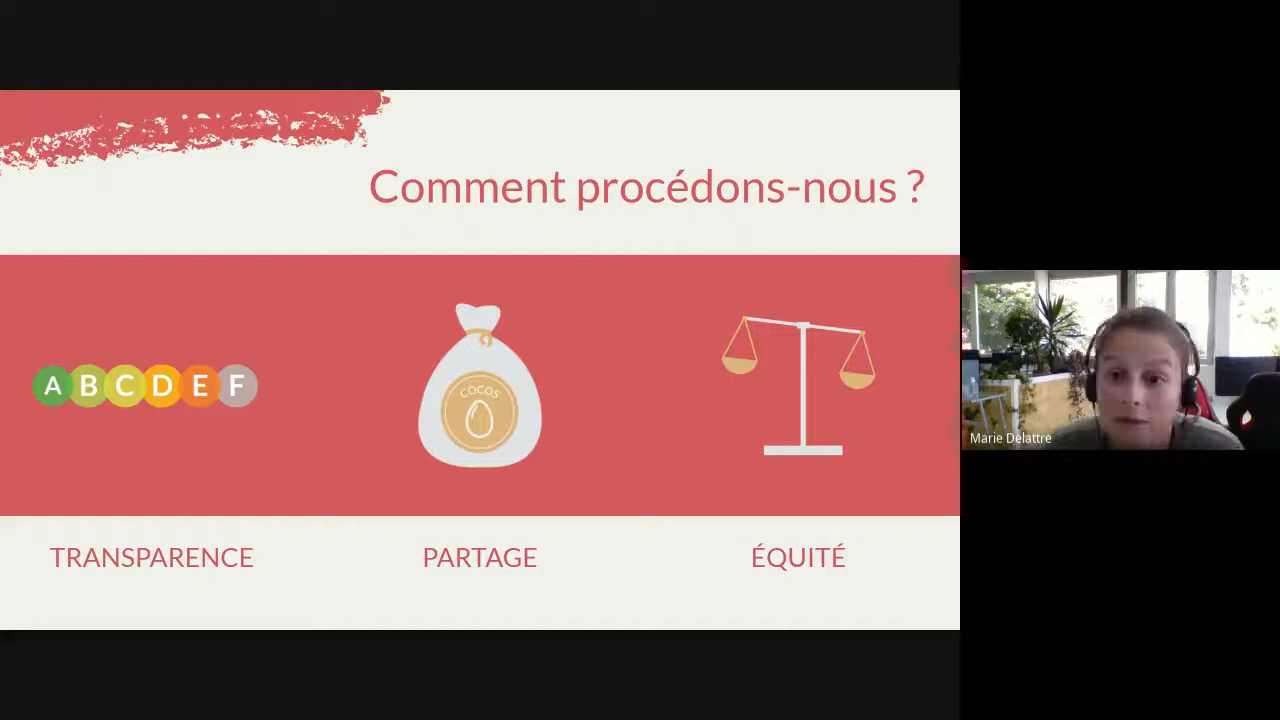 Comment procédons-nous ?
A B C D E F
COCOS
TRANSPARENCE
PARTAGE
ÉQUITÉ
Marie Delattre